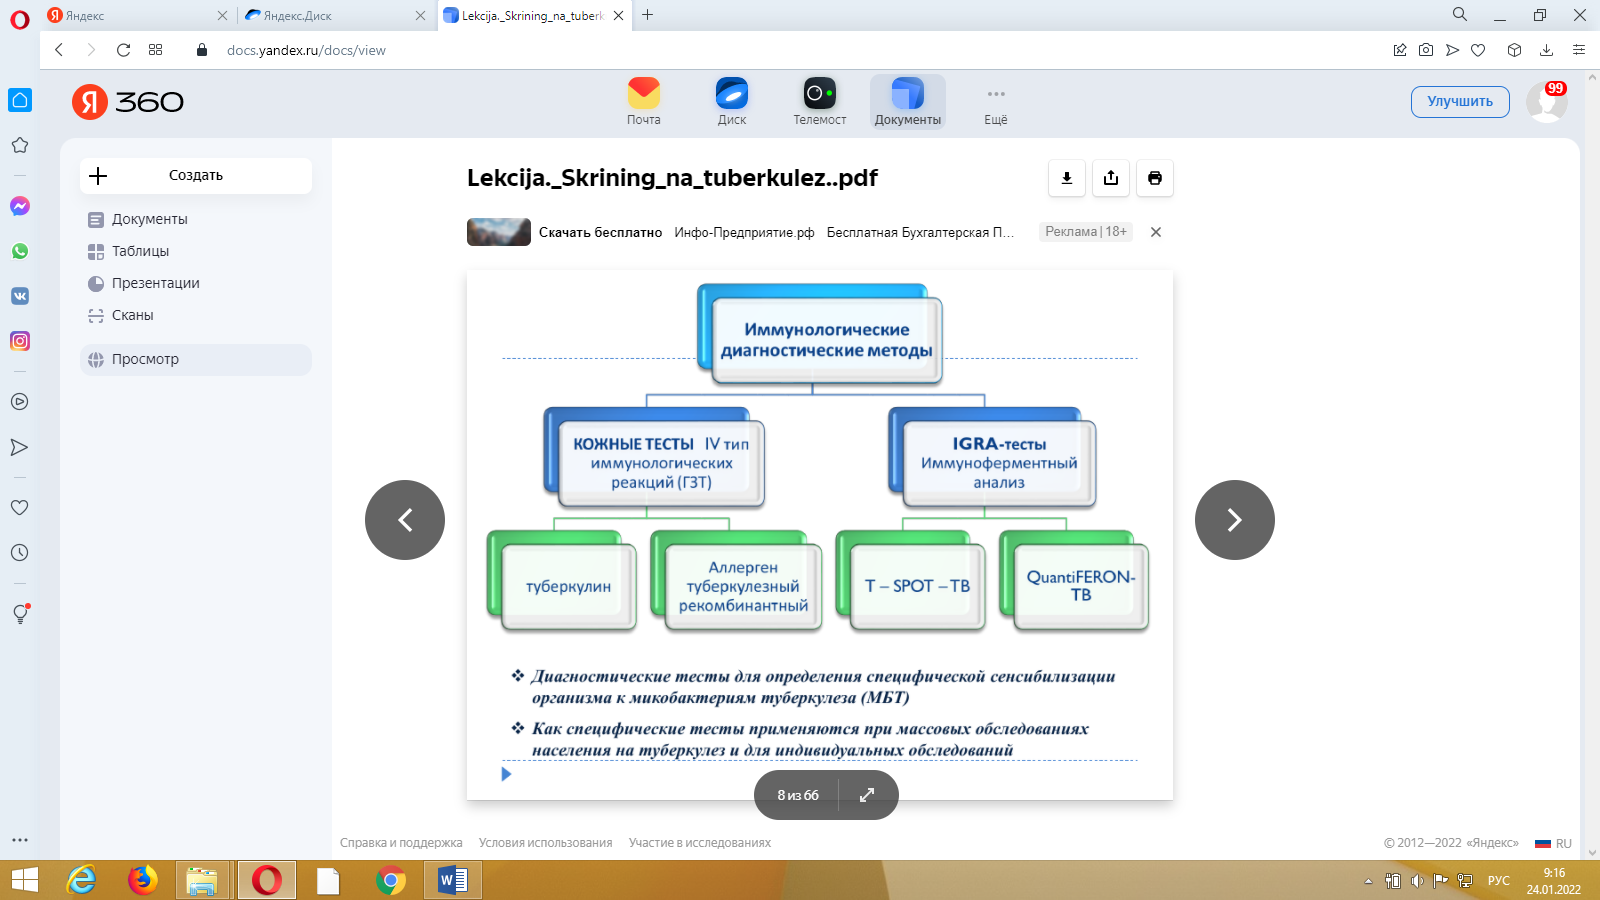 Яндекс
Яндекс.Диск
Lekcija._Skrining_na_tuberk
docs.yandex.ru/docs/view
Я 360
Почта
Диск
Телемост
Документы
Ещё
Улучшить
99
Создать
Документы
Таблицы
Презентации
Сканы
Просмотр
Lekcija._Skrining_na_tuberkulez..pdf
Скачать бесплатно Инфо-Предприятие.рф Бесплатная Бухгалтерская П...
Реклама | 18+
Иммунологические
диагностические методы
КОЖНЫЕ ТЕСТЫ IV тип
иммунологических
реакций (ГЗТ)
IGRA-тесты
Иммуноферментный
анализ
туберкулин
Аллерген
туберкулезный
рекомбинантный
T – SPOT – TB
QuantiFERON-
TB
❖ Диагностические тесты для определения специфической сенсибилизации
организма к микобактериям туберкулеза (МБТ)
❖ Как специфические тесты применяются при массовых обследованиях
населения на туберкулез и для индивидуальных обследований
8 из 66
Справка и поддержка Условия использования Участие в исследованиях
© 2012—2022 «Яндекс»
RU
РУС
9:16
24.01.2022